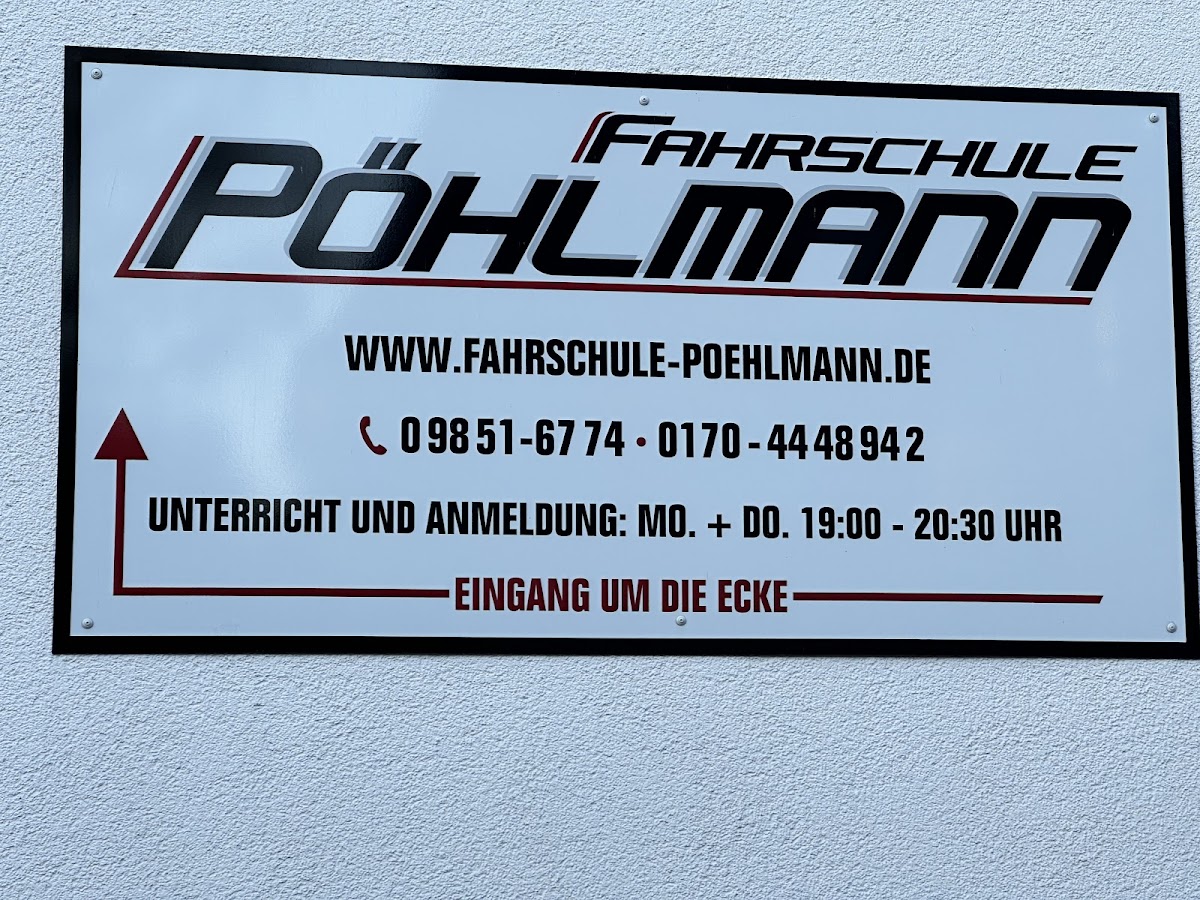 FAHRSCHULE
PÖHLMANN
WWW.FAHRSCHULE-POEHLMANN.DE
0 98 51-67 74 • 0170 - 44 48 94 2
UNTERRICHT UND ANMELDUNG: MO. + DO. 19:00 - 20:30 UHR
EINGANG UM DIE ECKE